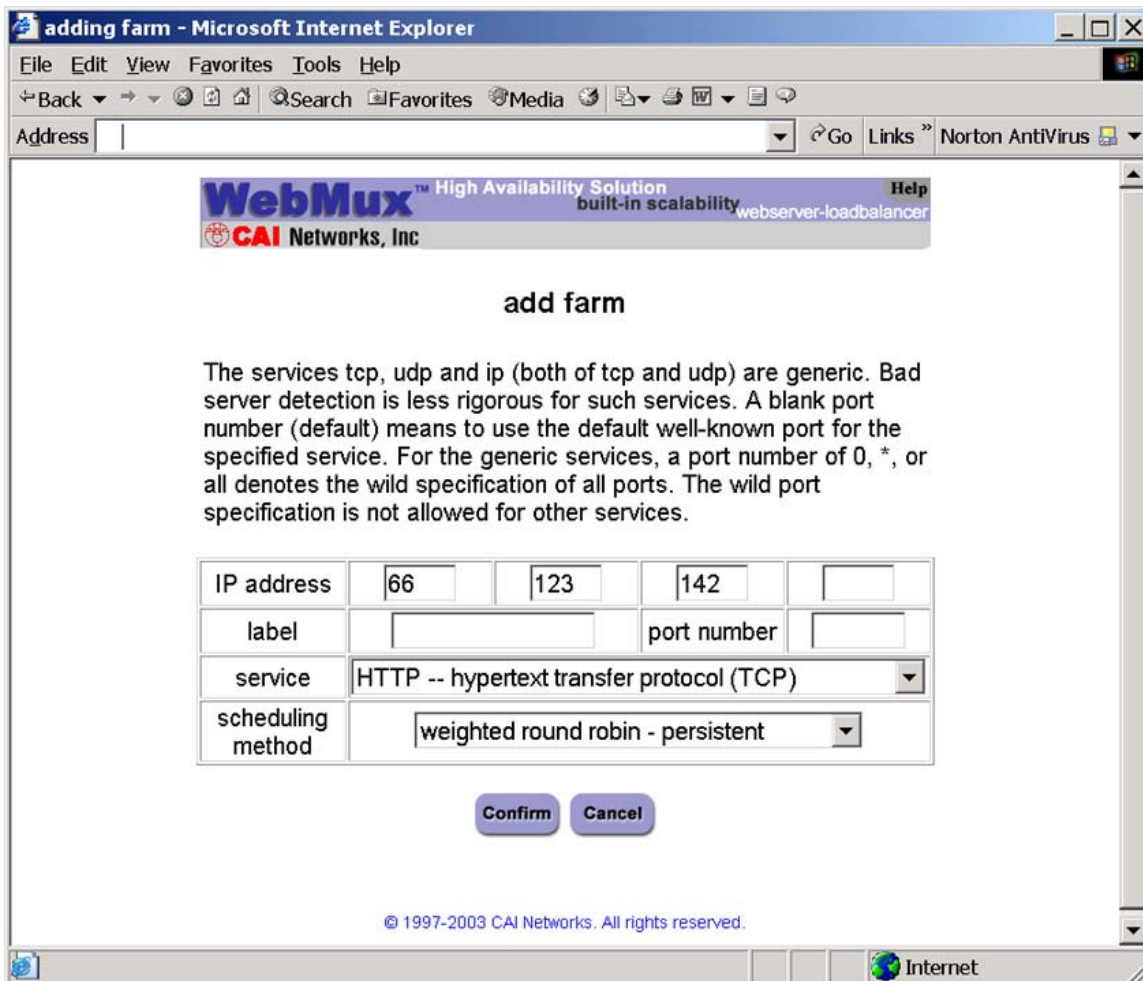 adding farm - Microsoft Internet Explorer
File Edit View Favorites Tools Help
Back Search Favorites Media
Address Go Links » Norton AntiVirus
WebMux™ High Availability Solution Help
built-in scalability webserver-loadbalancer
CAI Networks, Inc
add farm
The services tcp, udp and ip (both of tcp and udp) are generic. Bad
server detection is less rigorous for such services. A blank port
number (default) means to use the default well-known port for the
specified service. For the generic services, a port number of 0, *, or
all denotes the wild specification of all ports. The wild port
specification is not allowed for other services.
IP address 66 123 142
label port number
service HTTP -- hypertext transfer protocol (TCP)
scheduling
method weighted round robin - persistent
Confirm Cancel
© 1997-2003 CAI Networks. All rights reserved.
Internet